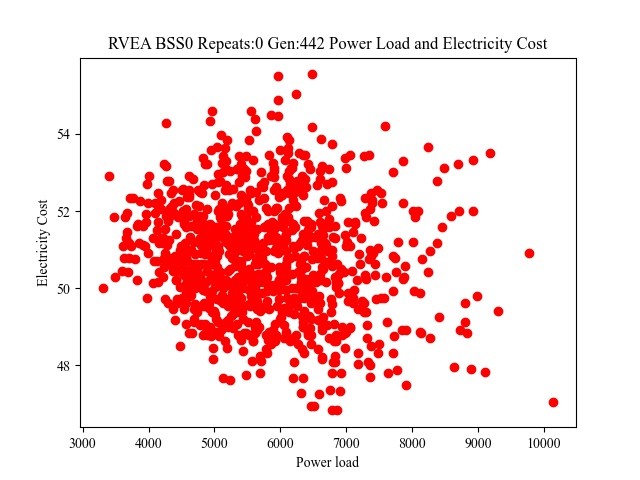 RVEA BSS0 Repeats:0 Gen:442 Power Load and Electricity Cost
Electricity Cost
54
52
50
48
3000 4000 5000 6000 7000 8000 9000 10000
Power load